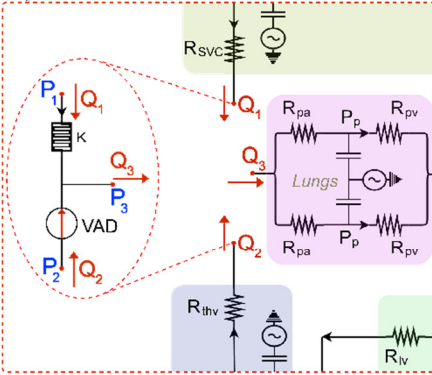 R_SVC
P_1
Q_1
Q_1
K
R_pa
P_p
R_pv
Q_3
Q_3
P_3
Lungs
VAD
R_pa
P_p
R_pv
P_2
Q_2
Q_2
R_thv
R_lv